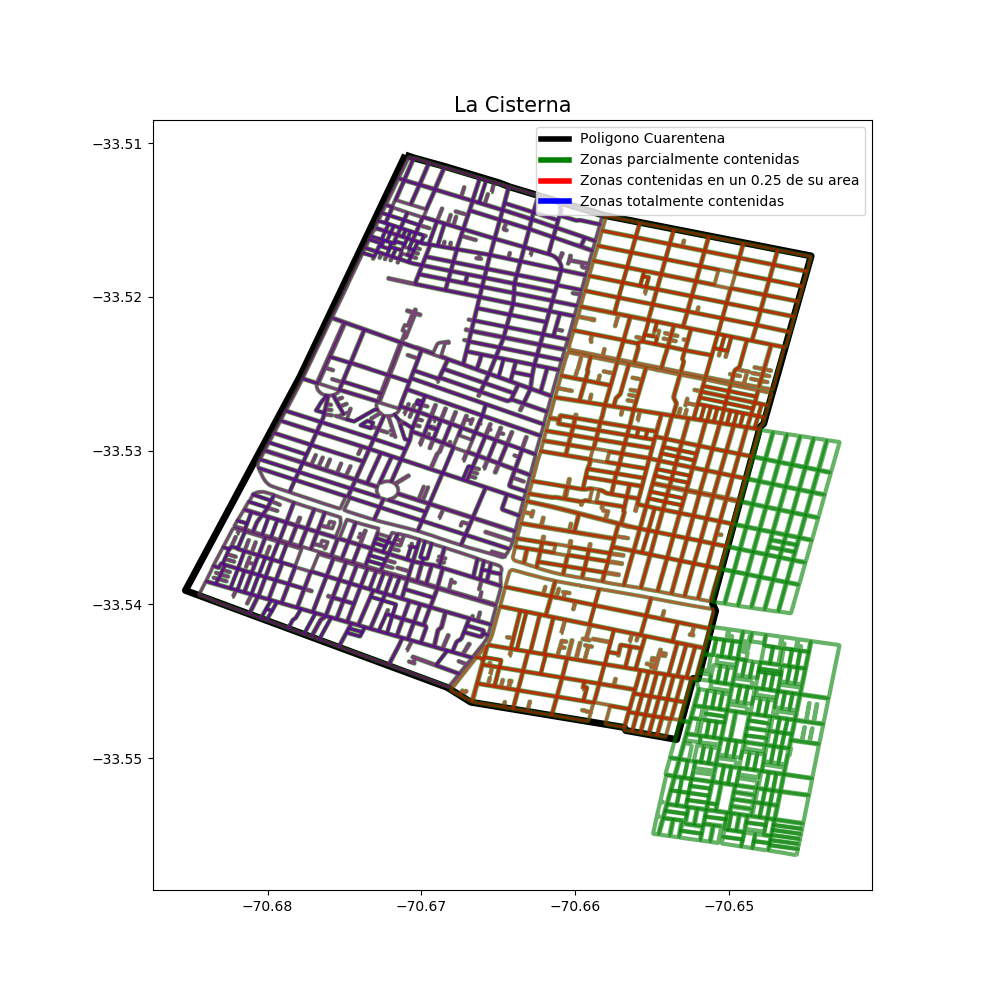 La Cisterna
Poligono Cuarentena
Zonas parcialmente contenidas
Zonas contenidas en un 0.25 de su area
Zonas totalmente contenidas
−33.51
−33.52
−33.53
−33.54
−33.55
−70.68
−70.67
−70.66
−70.65